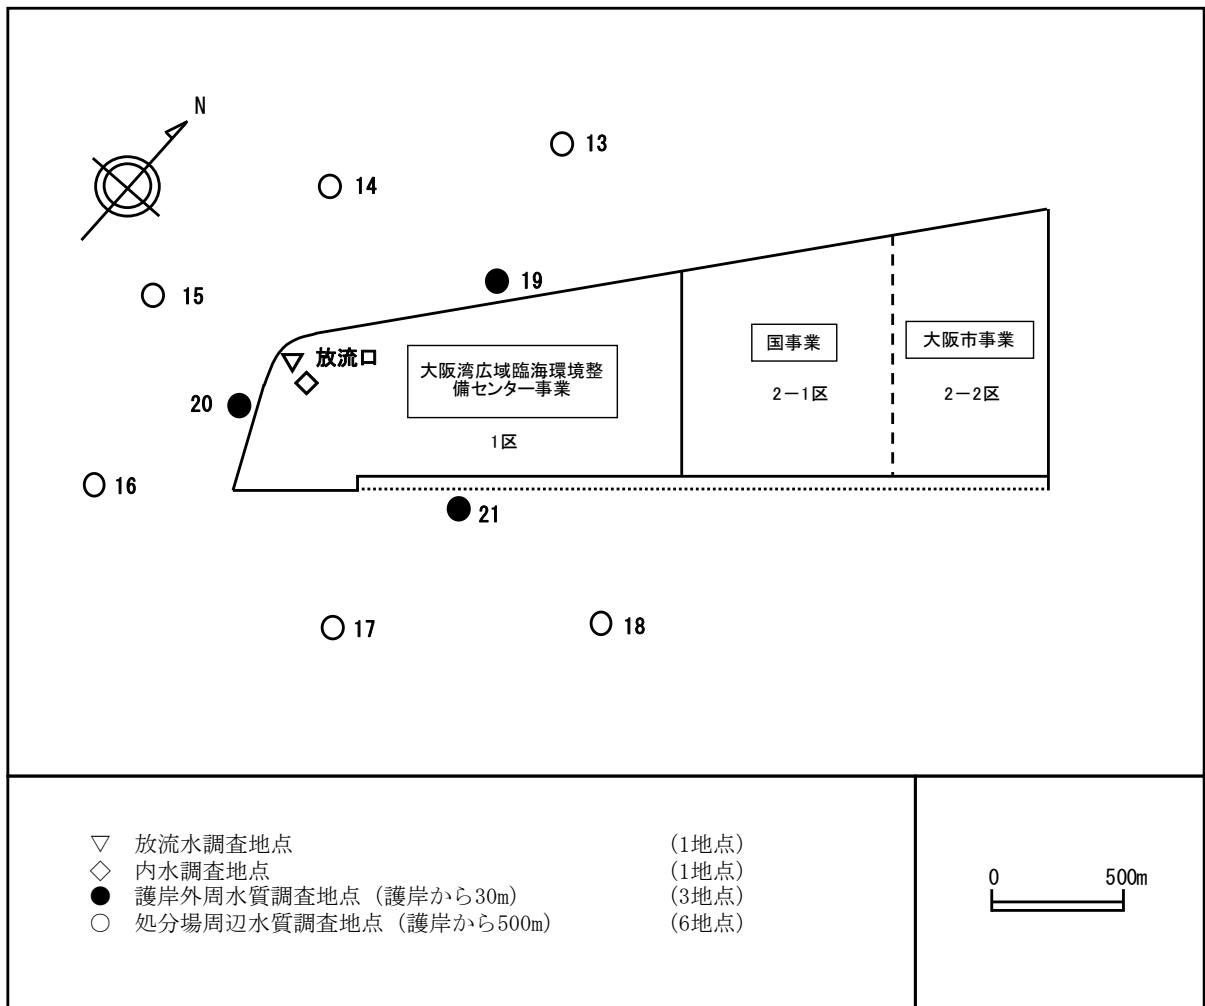 N
13
14
15
19
放流口
大阪湾広域臨海環境整
備センター事業
1区
国事業
2－1区
大阪市事業
2－2区
20
16
21
17
18
▽ 放流水調査地点 (1地点)
◇ 内水調査地点 (1地点)
● 護岸外周水質調査地点（護岸から30m） (3地点)
○ 処分場周辺水質調査地点（護岸から500m） (6地点)
0 500m